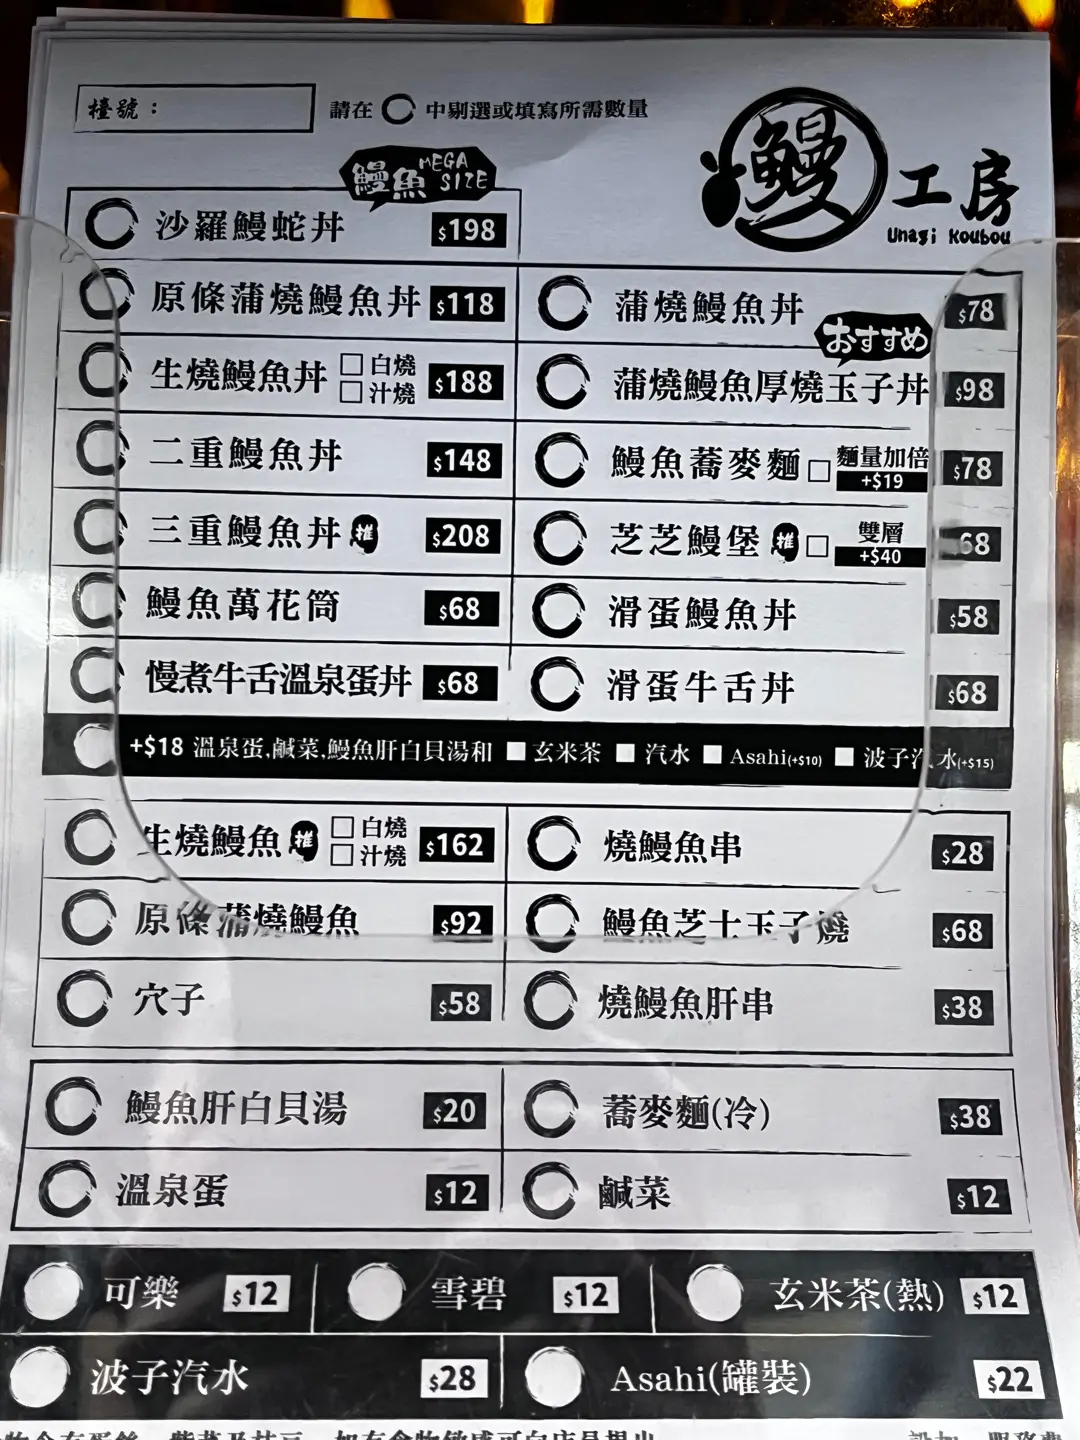 檯號：
請在 中剔選或填寫所需數量
鰻工房
Unagi Koubou
鰻魚 MEGA SIZE
沙羅鰻蛇丼 $198
原條蒲燒鰻魚丼 $118
蒲燒鰻魚丼 $78
生燒鰻魚丼 □白燒 □汁燒 $188
おすすめ
蒲燒鰻魚厚燒玉子丼 $98
二重鰻魚丼 $148
鰻魚蕎麥麵 □ 麵量加倍 +$19 $78
三重鰻魚丼 推 $208
芝芝鰻堡 推 □ 雙層 +$40 68
鰻魚萬花筒 $68
滑蛋鰻魚丼 $58
慢煮牛舌溫泉蛋丼 $68
滑蛋牛舌丼 $68
+$18 溫泉蛋,鹹菜,鰻魚肝白貝湯和 ■玄米茶 ■汽水 ■Asahi(+$10) ■波子汽水(+$15)
生燒鰻魚 推 □白燒 □汁燒 $162
燒鰻魚串 $28
原條蒲燒鰻魚 $92
鰻魚芝士玉子燒 $68
穴子 $58
燒鰻魚肝串 $38
鰻魚肝白貝湯 $20
蕎麥麵(冷) $38
溫泉蛋 $12
鹹菜 $12
可樂 $12
雪碧 $12
玄米茶(熱) $12
波子汽水 $28
Asahi(罐裝) $22